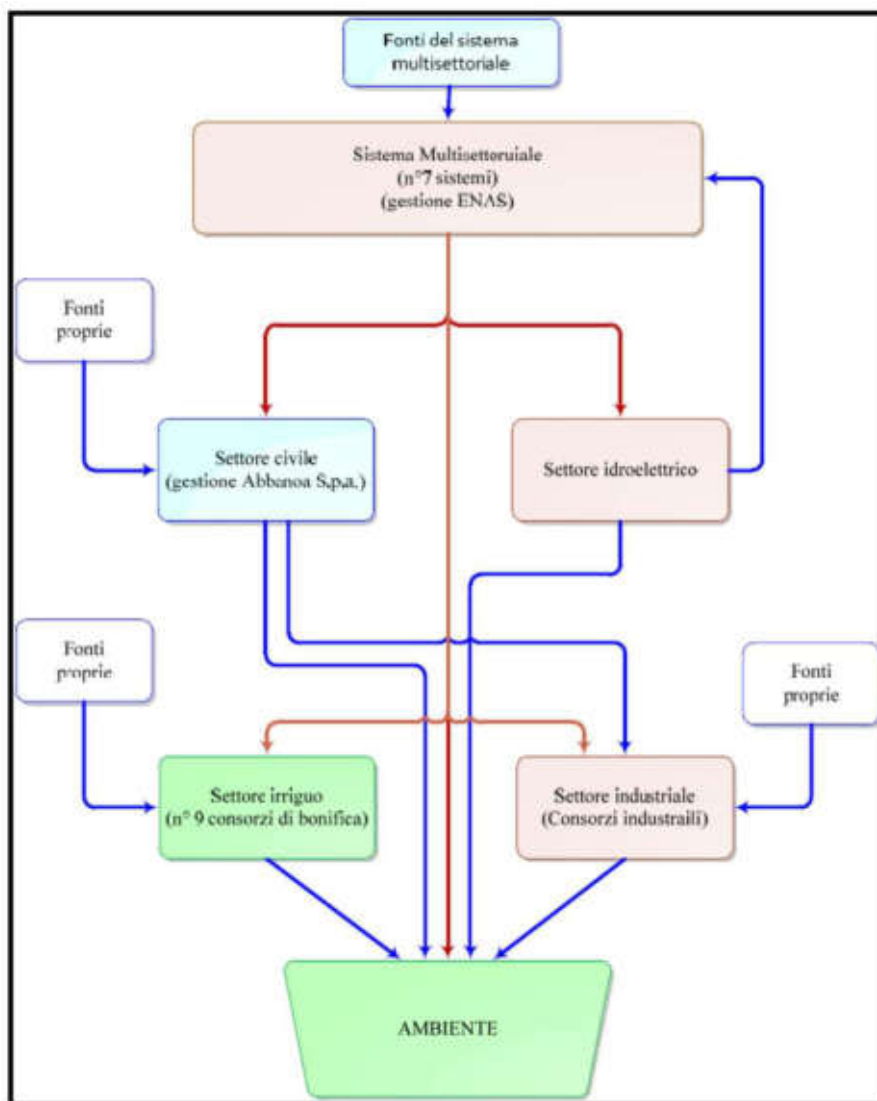 Fonti del sistema
multisettoriale
Sistema Multisettoruiale
(n°7 sistemi)
(gestione ENAS)
Fonti
proprie
Settore civile
(gestione Abbanoa S.p.a.)
Settore idroelettrico
Fonti
proprie
Fonti
proprie
Settore irriguo
(n° 9 consorzi di bonifica)
Settore industriale
(Consorzi industraili)
AMBIENTE